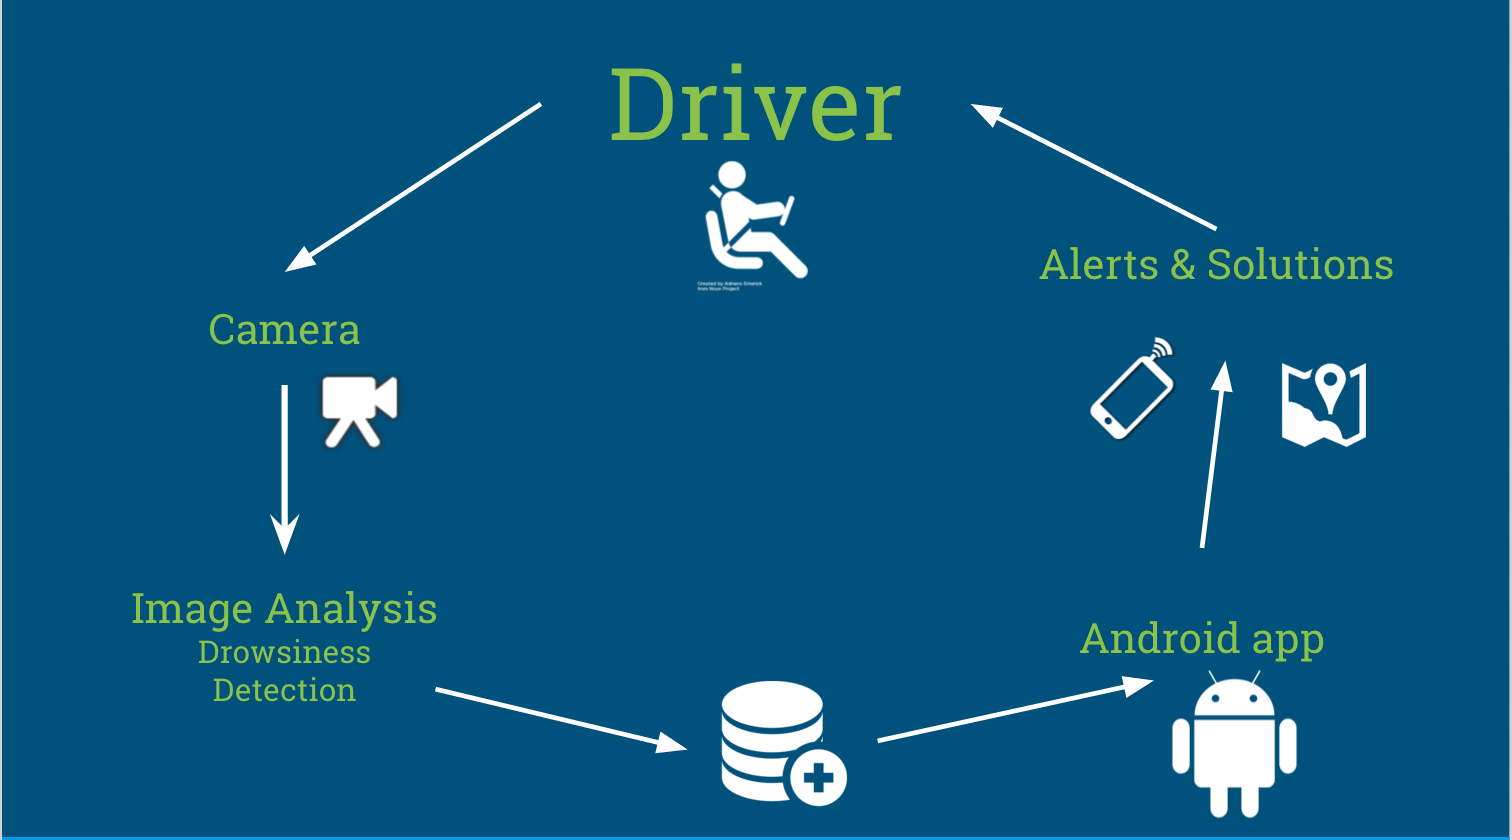 Driver
Created by Adriano Emerick
from Noun Project
Camera
Alerts & Solutions
Image Analysis
Drowsiness
Detection
Android app